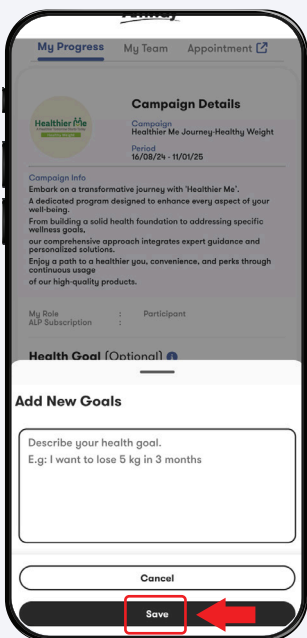 Amway
My Progress My Team Appointment
Healthier Me
Campaign Details
Campaign
Healthier Me Journey-Healthy Weight
Period
16/08/24 - 11/01/25
Campaign Info
Embark on a transformative journey with 'Healthier Me'.
A dedicated program designed to enhance every aspect of your
well-being.
From building a solid health foundation to addressing specific
wellness goals,
our comprehensive approach integrates expert guidance and
personalized solutions.
Enjoy a path to a healthier you, convenience, and perks through
continuous usage
of our high-quality products.
My Role : Participant
ALP Subscription :
Health Goal (Optional)
Add New Goals
Describe your health goal.
E.g: I want to lose 5 kg in 3 months
Cancel
Save